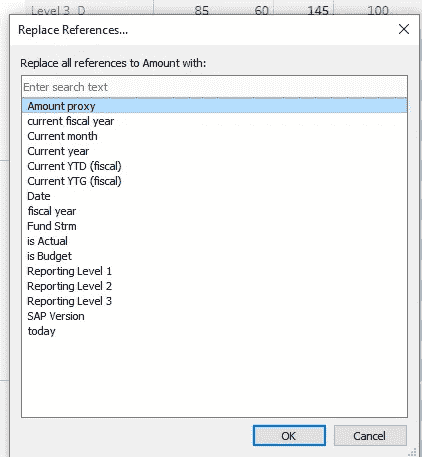 Level 3 D 85 60 145 100
Replace References...
Replace all references to Amount with:
Enter search text
Amount proxy
current fiscal year
Current month
Current year
Current YTD (fiscal)
Current YTG (fiscal)
Date
fiscal year
Fund Strm
is Actual
is Budget
Reporting Level 1
Reporting Level 2
Reporting Level 3
SAP Version
today
OK Cancel